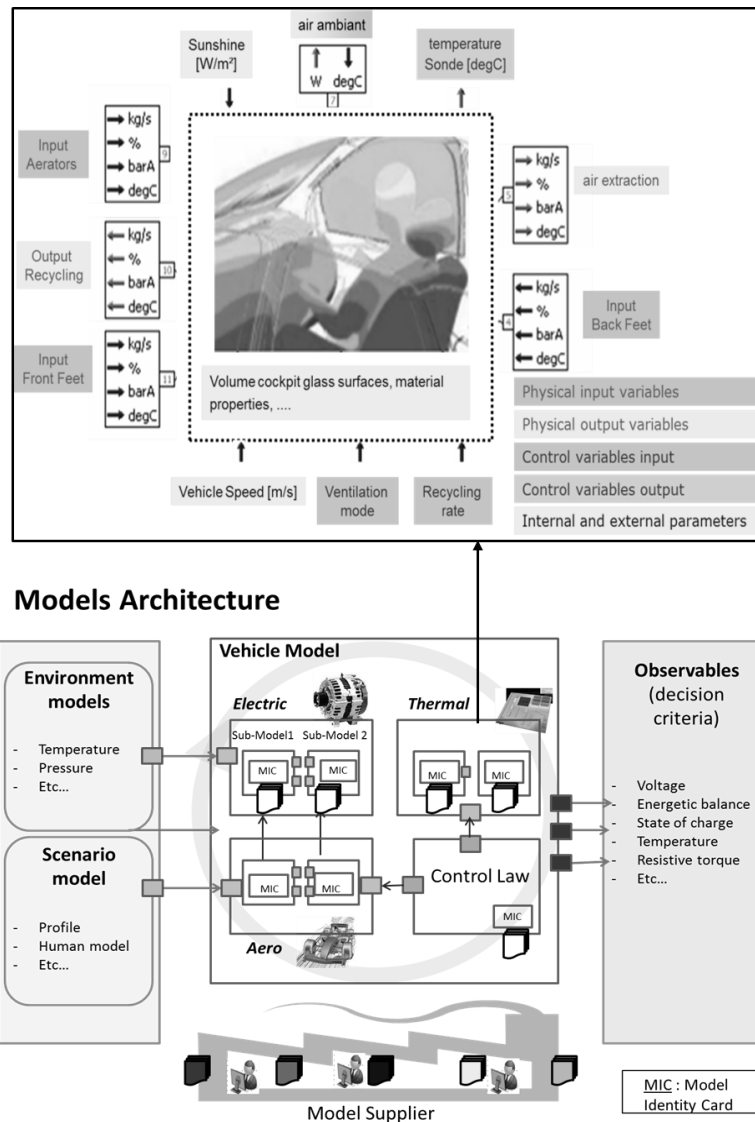 air ambiant
Sunshine
[W/m²]
W degC
7
temperature
Sonde [degC]
Input
Aerators
kg/s
%
barA
degC
9
Output
Recycling
kg/s
%
barA
degC
10
Input
Front Feet
kg/s
%
barA
degC
11
kg/s
%
barA
degC
5
air extraction
kg/s
%
barA
degC
4
Input
Back Feet
Volume cockpit glass surfaces, material
properties, ....
Vehicle Speed [m/s]
Ventilation
mode
Recycling
rate
Physical input variables
Physical output variables
Control variables input
Control variables output
Internal and external parameters
Models Architecture
Environment
models
- Temperature
- Pressure
- Etc...
Scenario
model
- Profile
- Human model
- Etc...
Vehicle Model
Electric
Sub-Model1 Sub-Model 2
MIC MIC
Thermal
MIC MIC
MIC MIC
Aero
Control Law
MIC
Observables
(decision
criteria)
- Voltage
- Energetic balance
- State of charge
- Temperature
- Resistive torque
- Etc...
Model Supplier
MIC : Model
Identity Card